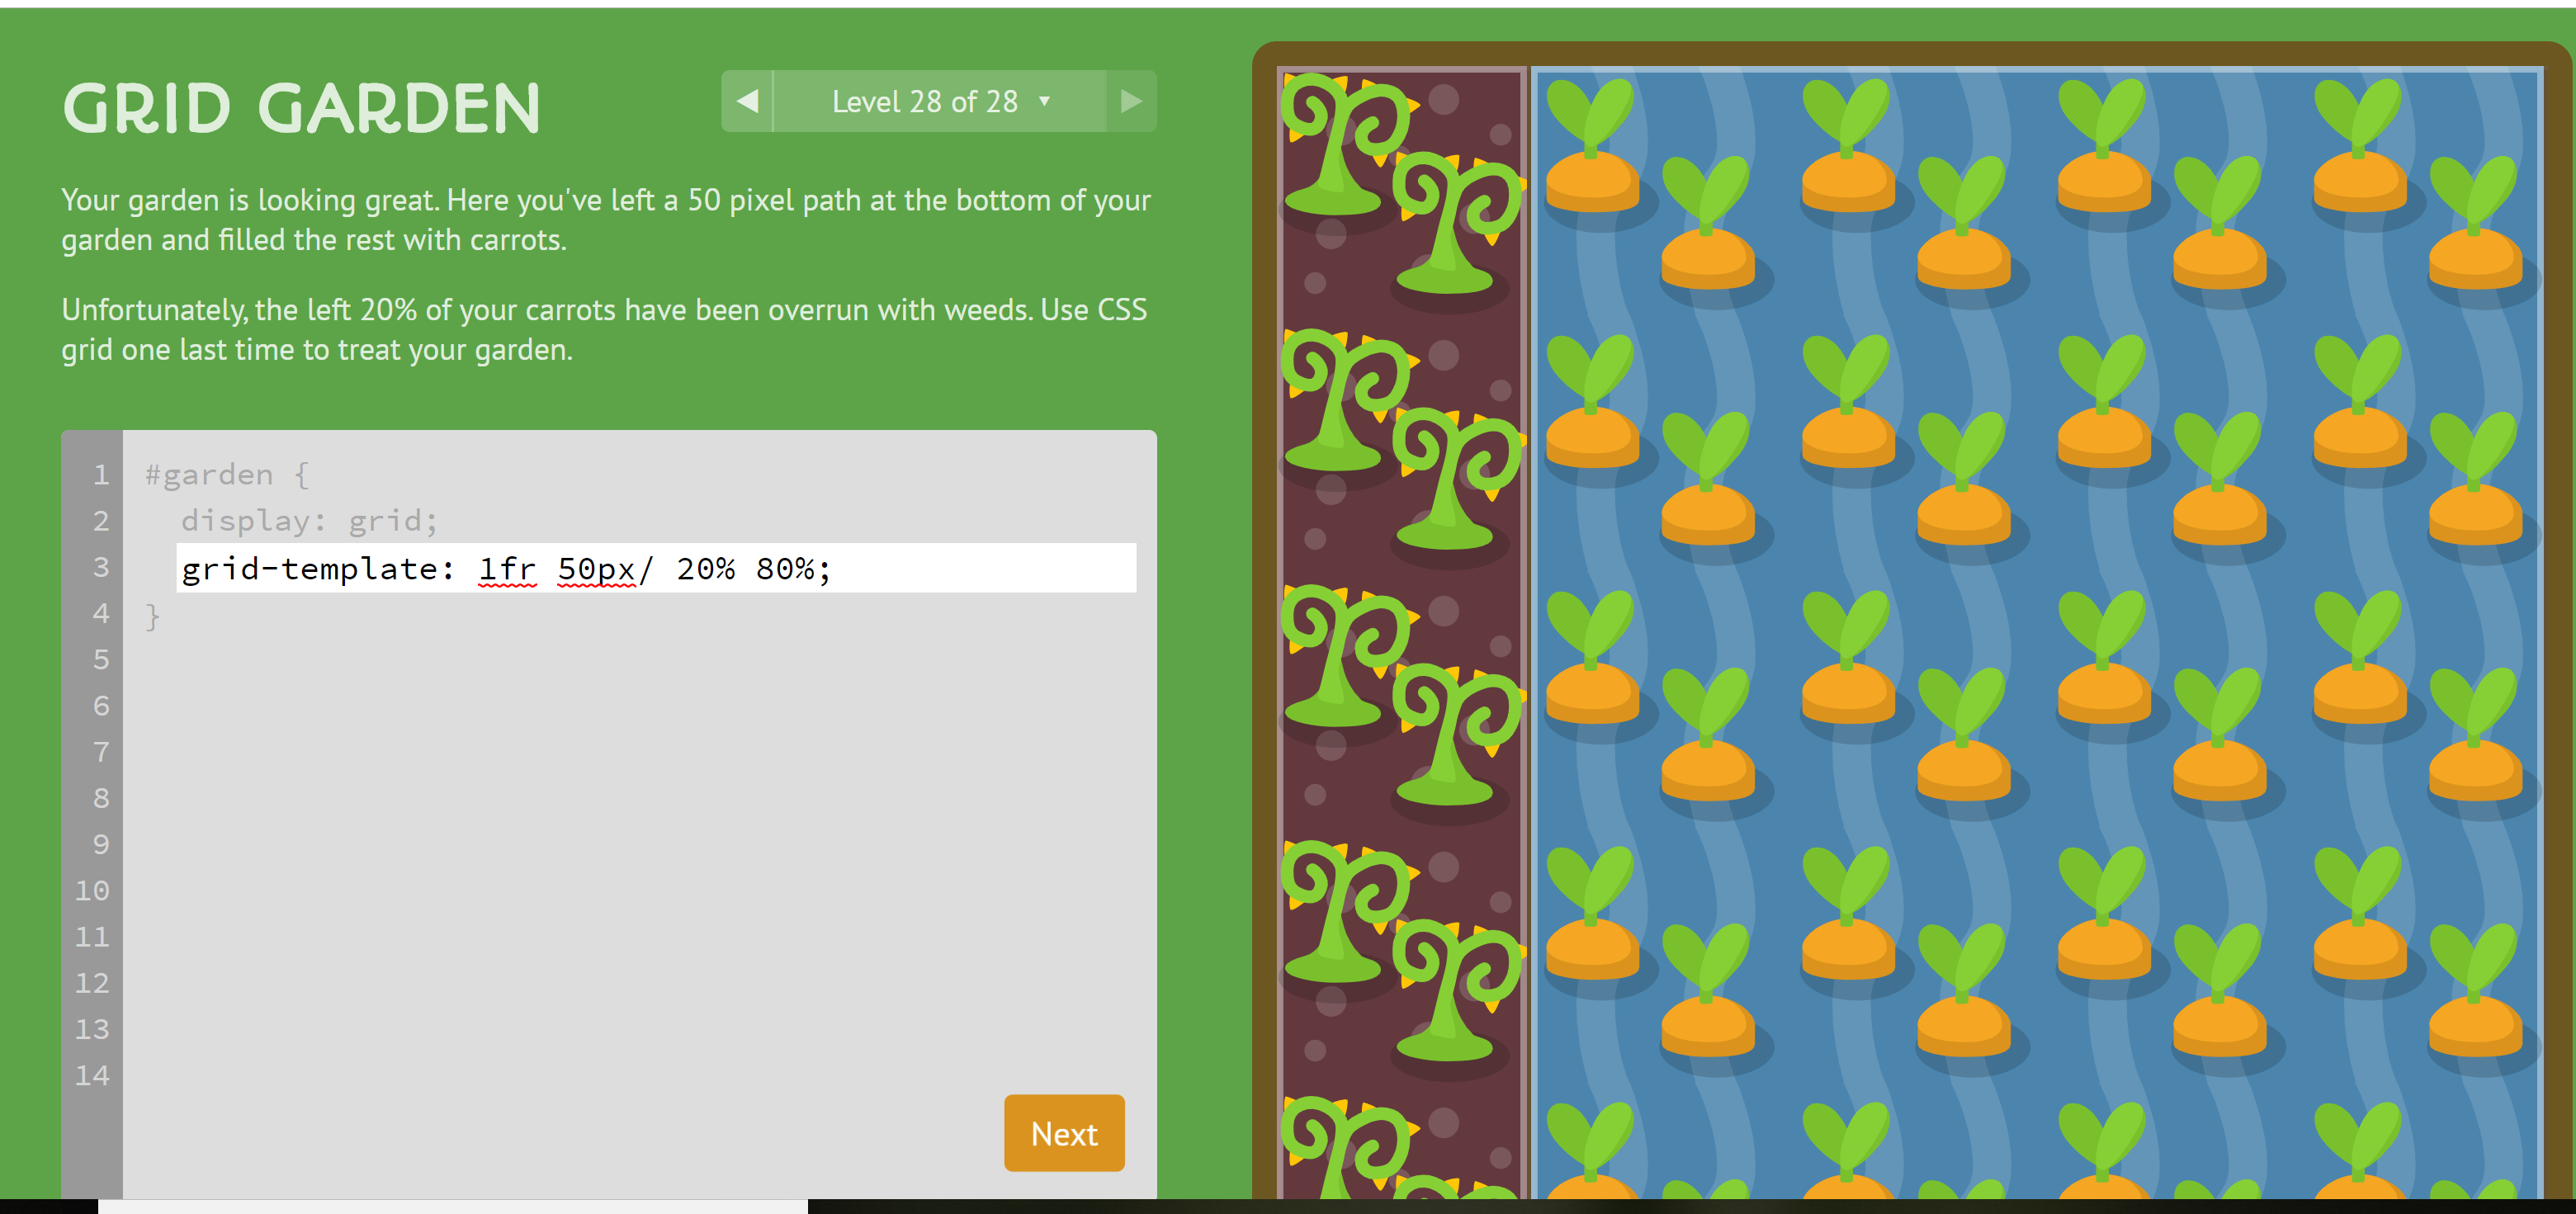 GRID GARDEN
◀ Level 28 of 28 ▼ ▶
Your garden is looking great. Here you've left a 50 pixel path at the bottom of your
garden and filled the rest with carrots.
Unfortunately, the left 20% of your carrots have been overrun with weeds. Use CSS
grid one last time to treat your garden.
1 #garden {
2 display: grid;
3 grid-template: 1fr 50px/ 20% 80%;
4 }
5
6
7
8
9
10
11
12
13
14
Next